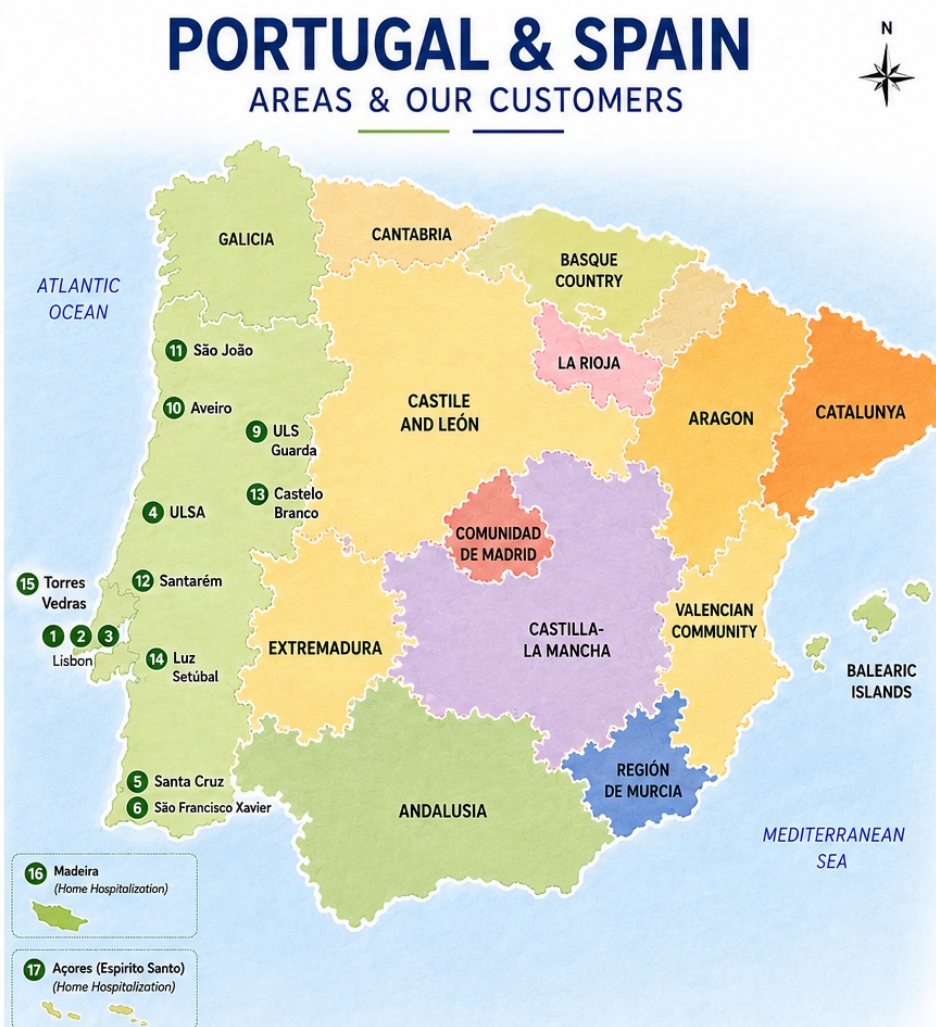 PORTUGAL & SPAIN
AREAS & OUR CUSTOMERS
N
GALICIA
CANTABRIA
BASQUE
COUNTRY
ATLANTIC
OCEAN
11 São João
LA RIOJA
10 Aveiro
CASTILE
AND LEÓN
ARAGON
CATALUNYA
9 ULS
Guarda
13 Castelo
Branco
4 ULSA
COMUNIDAD
DE MADRID
15 Torres
Vedras
12 Santarém
1 2 3
Lisbon
14 Luz
Setúbal
EXTREMADURA
CASTILLA-
LA MANCHA
VALENCIAN
COMMUNITY
BALEARIC
ISLANDS
5 Santa Cruz
6 São Francisco Xavier
ANDALUSIA
REGIÓN
DE MURCIA
MEDITERRANEAN
SEA
16 Madeira
(Home Hospitalization)
17 Açores (Espirito Santo)
(Home Hospitalization)